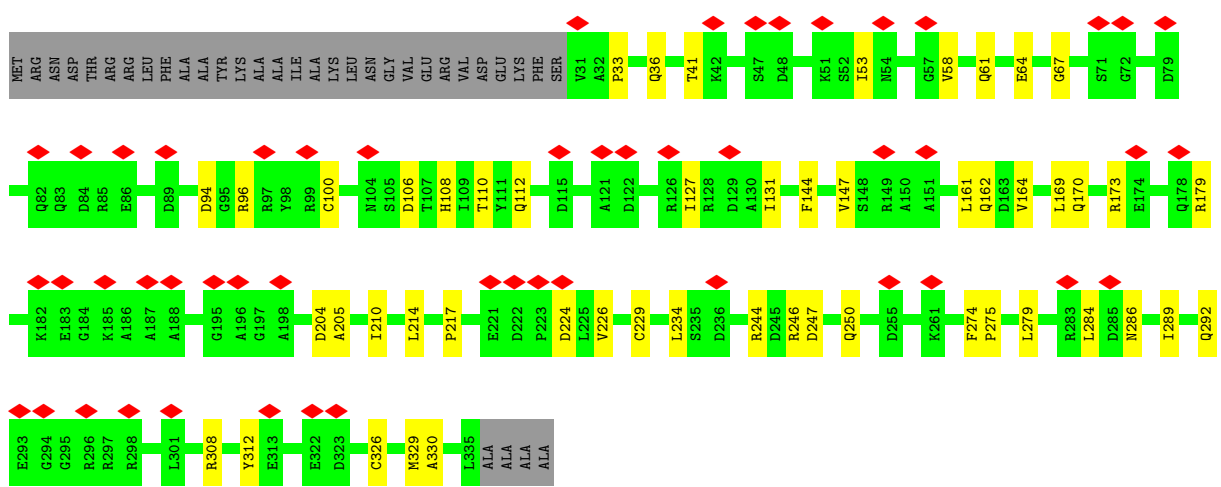 MET ARG ASN ASP THR ARG ARG LEU PHE ALA ALA TYR LYS ALA ALA ILE ALA LYS LEU ASN GLY VAL GLU ARG VAL ASP GLU LYS PHE SER V31 A32 P33 Q36 T41 K42 S47 D48 K51 S52 I53 N54 G57 V58 Q61 E64 G67 S71 G72 D79
Q82 Q83 D84 R85 E86 D89 D94 G95 R96 R97 Y98 R99 C100 N104 S105 D106 T107 H108 I109 T110 Y111 Q112 D115 A121 D122 R126 I127 R128 D129 A130 I131 F144 V147 S148 R149 A150 A151 L161 Q162 D163 V164 L169 Q170 R173 E174 Q178 R179
K182 E183 G184 K185 A186 A187 A188 G195 A196 G197 A198 D204 A205 I210 L214 P217 E221 D222 P223 D224 L225 V226 C229 L234 S235 D236 R244 D245 R246 D247 Q250 D255 K261 F274 P275 L279 R283 L284 D285 N286 I289 Q292
E293 G294 G295 R296 R297 R298 L301 R308 Y312 E313 E322 D323 C326 M329 A330 L335 ALA ALA ALA ALA